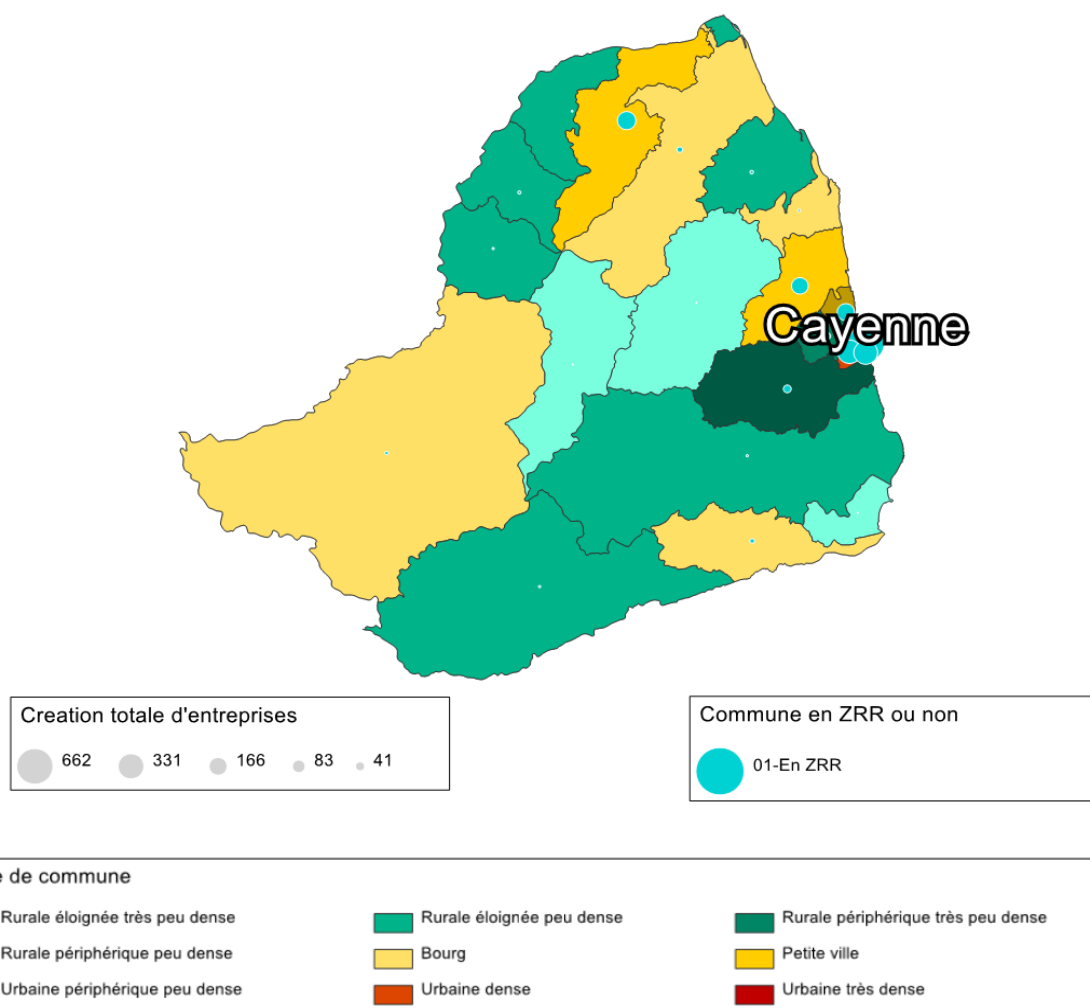 Cayenne
Creation totale d'entreprises
662 331 166 83 41
Commune en ZRR ou non
01-En ZRR
de commune
Rurale éloignée très peu dense Rurale éloignée peu dense Rurale périphérique très peu dense
Rurale périphérique peu dense Bourg Petite ville
Urbaine périphérique peu dense Urbaine dense Urbaine très dense